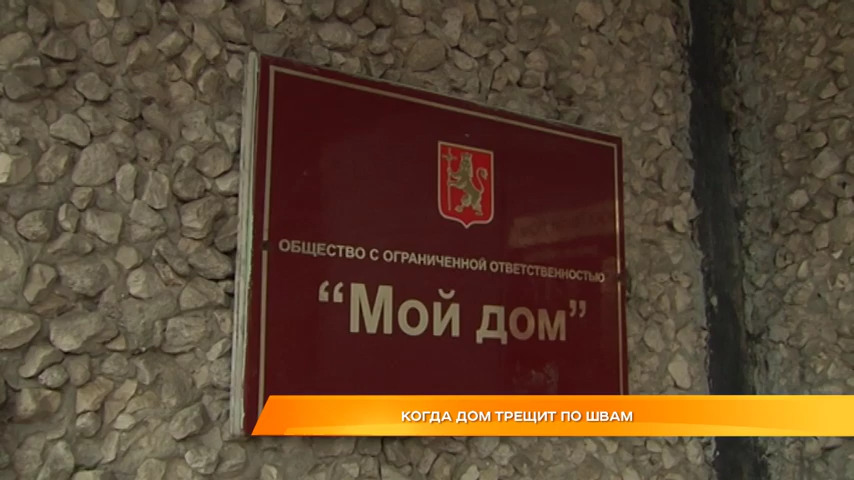 ОБЩЕСТВО С ОГРАНИЧЕННОЙ ОТВЕТСТВЕННОСТЬЮ
“Мой дом”
КОГДА ДОМ ТРЕЩИТ ПО ШВАМ